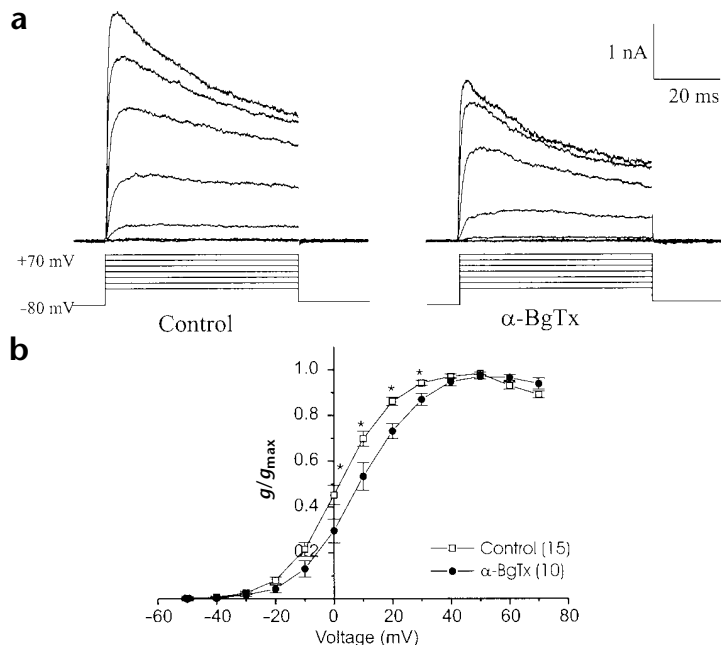 a
1 nA
20 ms
+70 mV
-80 mV
Control
α-BgTx
b
1.0
0.8
0.6
0.4
0.2
g/gmax
*
*
*
*
Control (15)
α-BgTx (10)
-60 -40 -20 0 20 40 60 80
Voltage (mV)